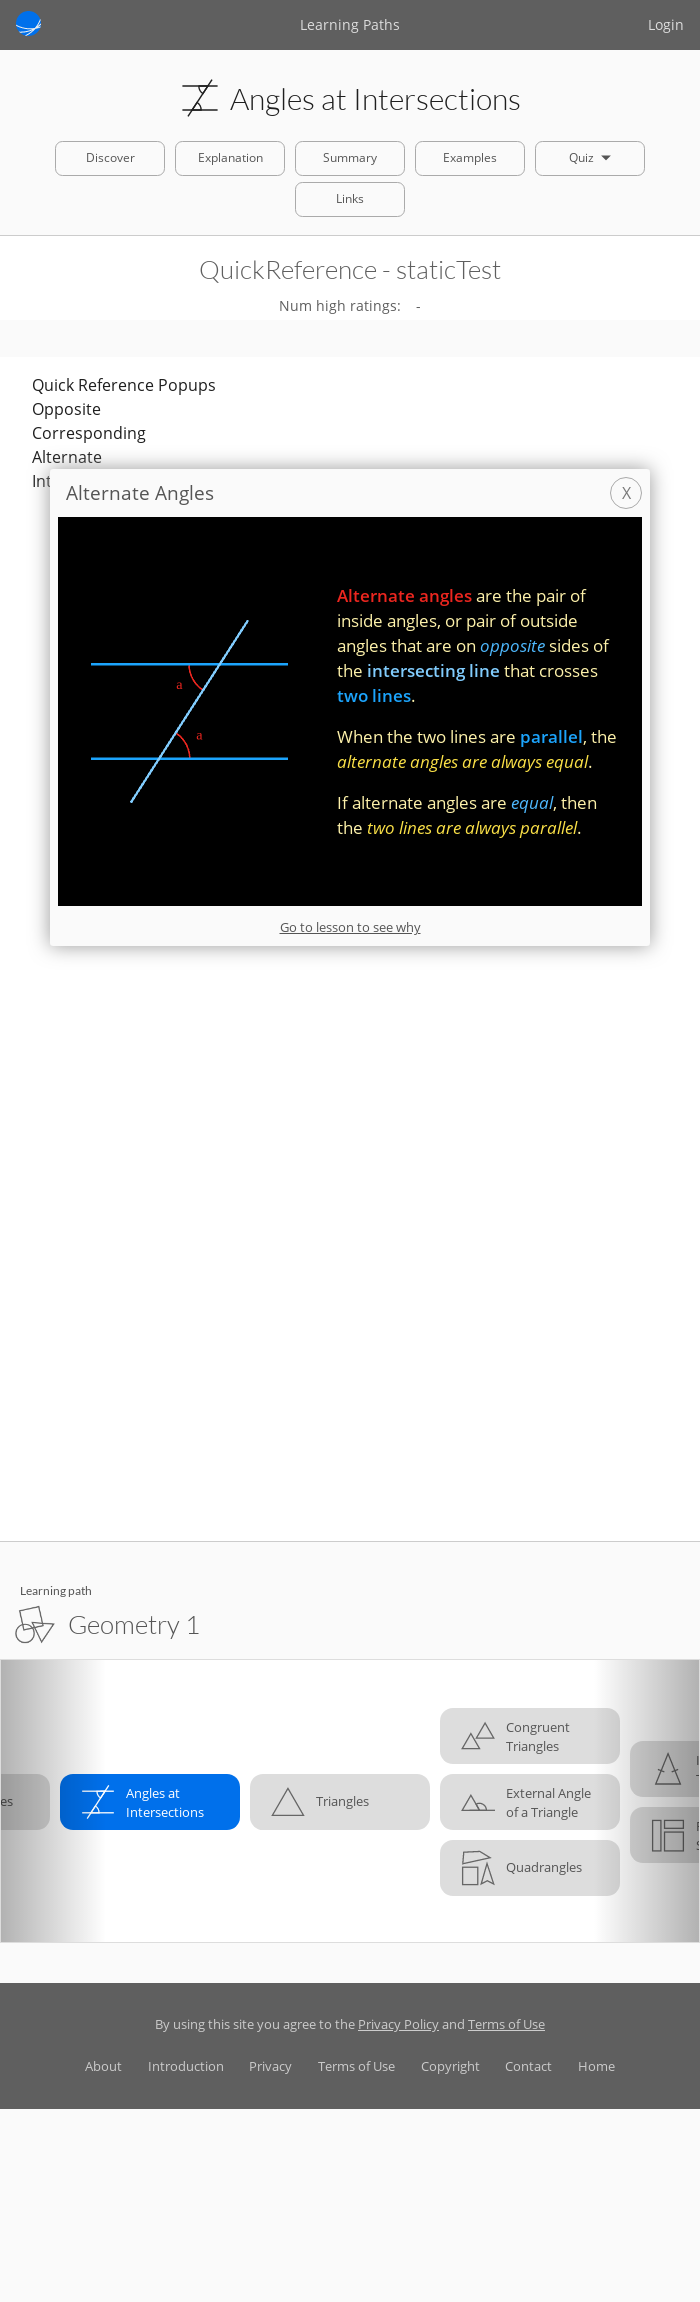 Learning Paths
Login
Angles at Intersections
Discover
Explanation
Summary
Examples
Quiz
Links
QuickReference - staticTest
Num high ratings: -
Quick Reference Popups
Opposite
Corresponding
Alternate
Int
Alternate Angles
X
Alternate angles are the pair of
inside angles, or pair of outside
angles that are on opposite sides of
the intersecting line that crosses
two lines.
When the two lines are parallel, the
alternate angles are always equal.
If alternate angles are equal, then
the two lines are always parallel.
a
a
Go to lesson to see why
Learning path
Geometry 1
es
Angles at
Intersections
Triangles
Congruent
Triangles
External Angle
of a Triangle
Quadrangles
By using this site you agree to the Privacy Policy and Terms of Use
About Introduction Privacy Terms of Use Copyright Contact Home